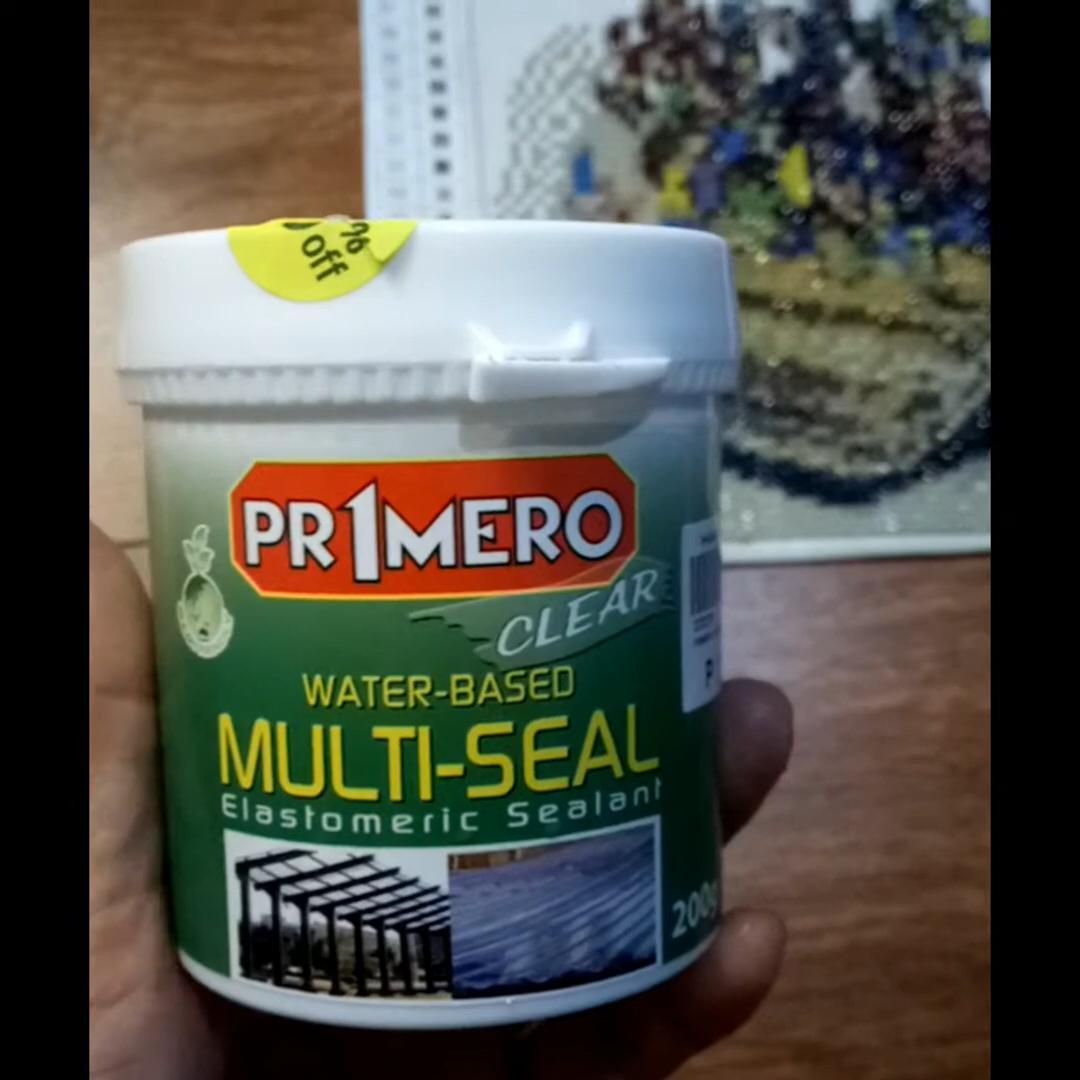 % off
PR1MERO
CLEAR
WATER-BASED
MULTI-SEAL
Elastomeric Sealant
200g
P